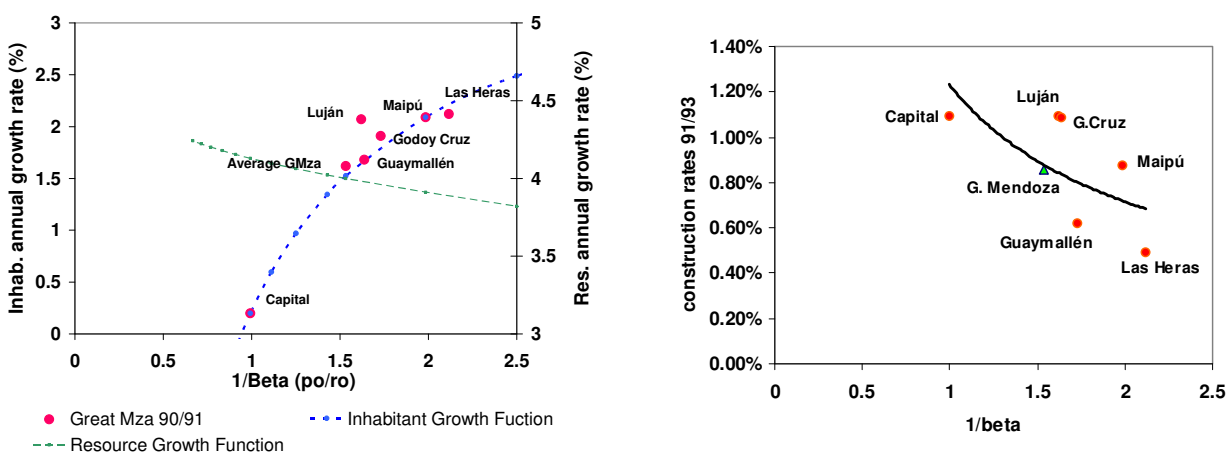 Inhab. annual growth rate (%)
3
2.5
2
1.5
1
0.5
0
0
0.5
1
1.5
2
2.5
1/Beta (po/ro)
5
4.5
4
3.5
3
Res. annual growth rate (%)
Las Heras
Maipú
Luján
Godoy Cruz
Average GMza
Guaymallén
Capital
Great Mza 90/91
Inhabitant Growth Fuction
Resource Growth Function
construction rates 91/93
1.40%
1.20%
1.00%
0.80%
0.60%
0.40%
0.20%
0.00%
0
0.5
1
1.5
2
2.5
1/beta
Luján
Capital
G.Cruz
Maipú
G. Mendoza
Guaymallén
Las Heras